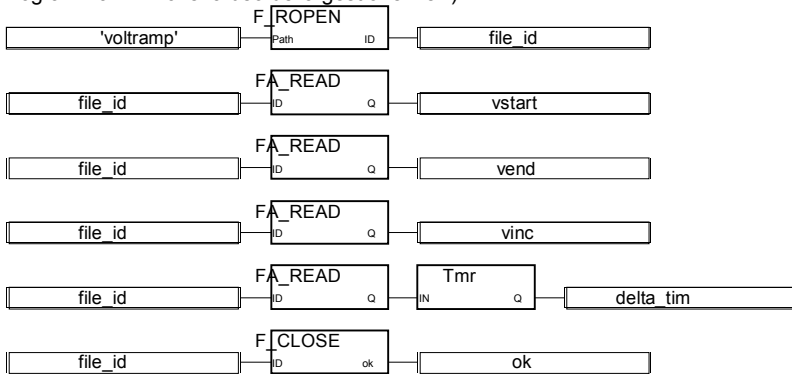 F_ROPEN
'voltramp' Path ID file_id
FA_READ
file_id ID Q vstart
FA_READ
file_id ID Q vend
FA_READ
file_id ID Q vinc
FA_READ Tmr
file_id ID Q IN Q delta_tim
F_CLOSE
file_id ID ok ok